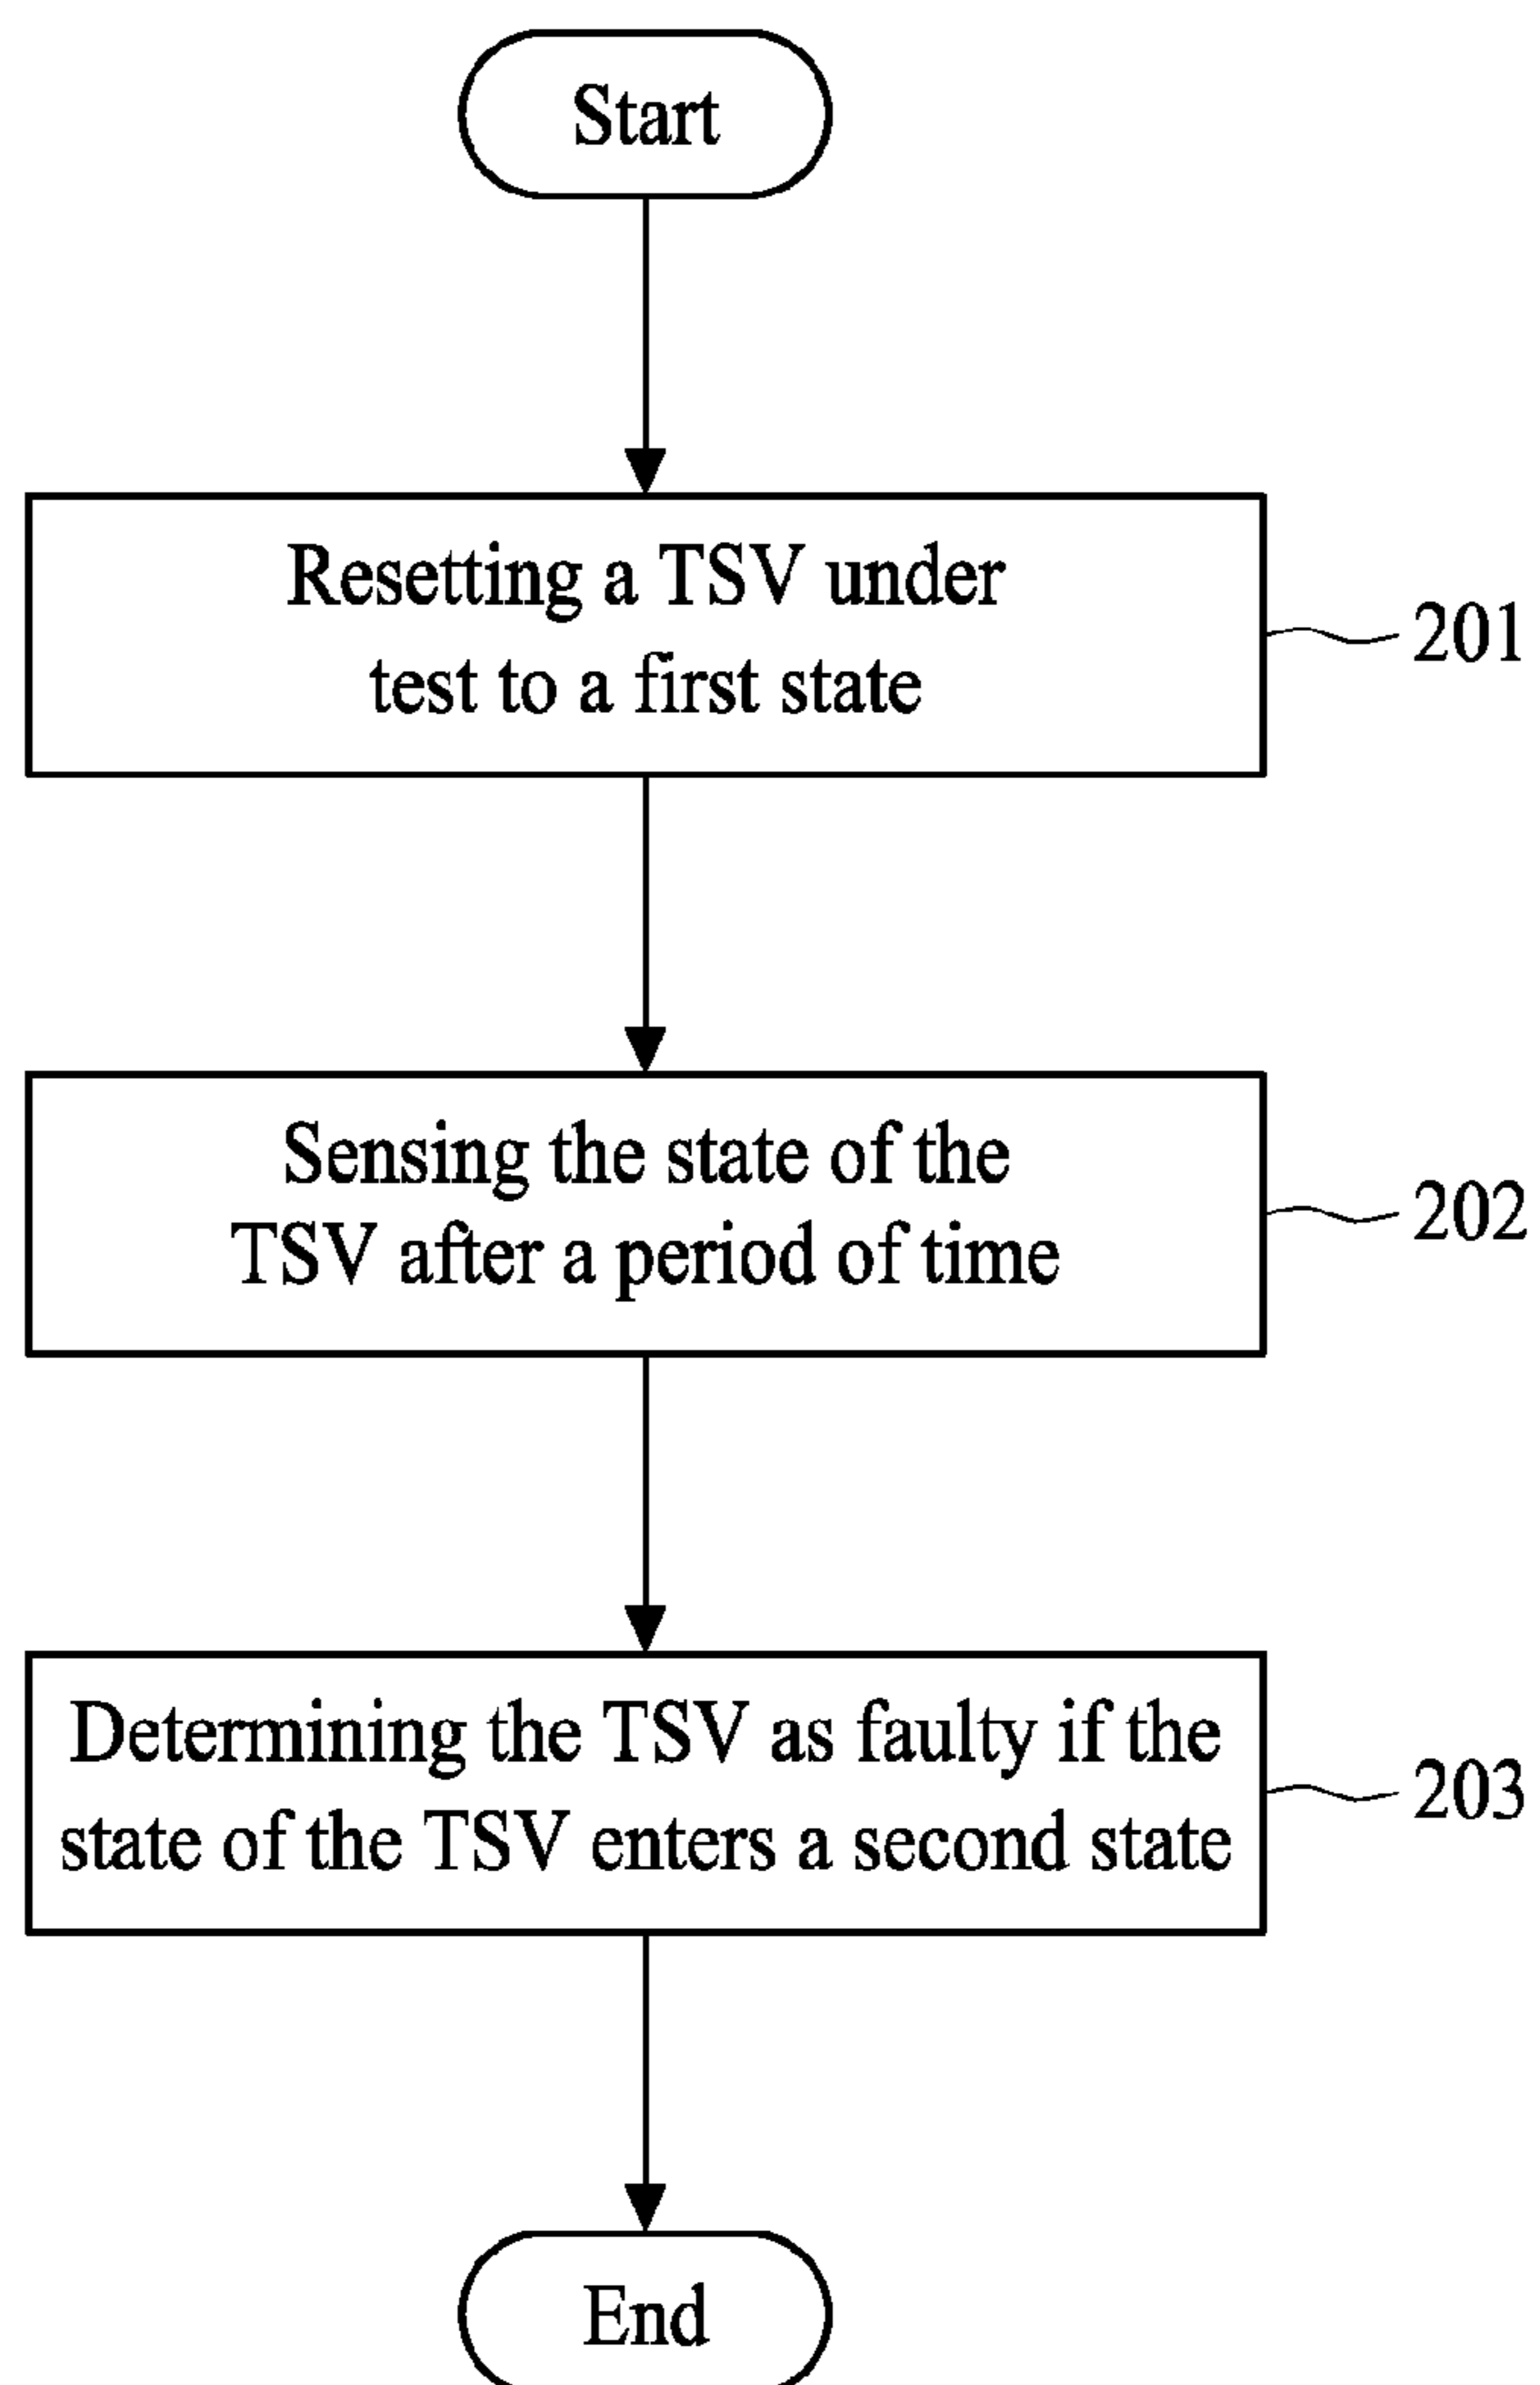 Start
Resetting a TSV under
test to a first state
201
Sensing the state of the
TSV after a period of time
202
Determining the TSV as faulty if the
state of the TSV enters a second state
203
End